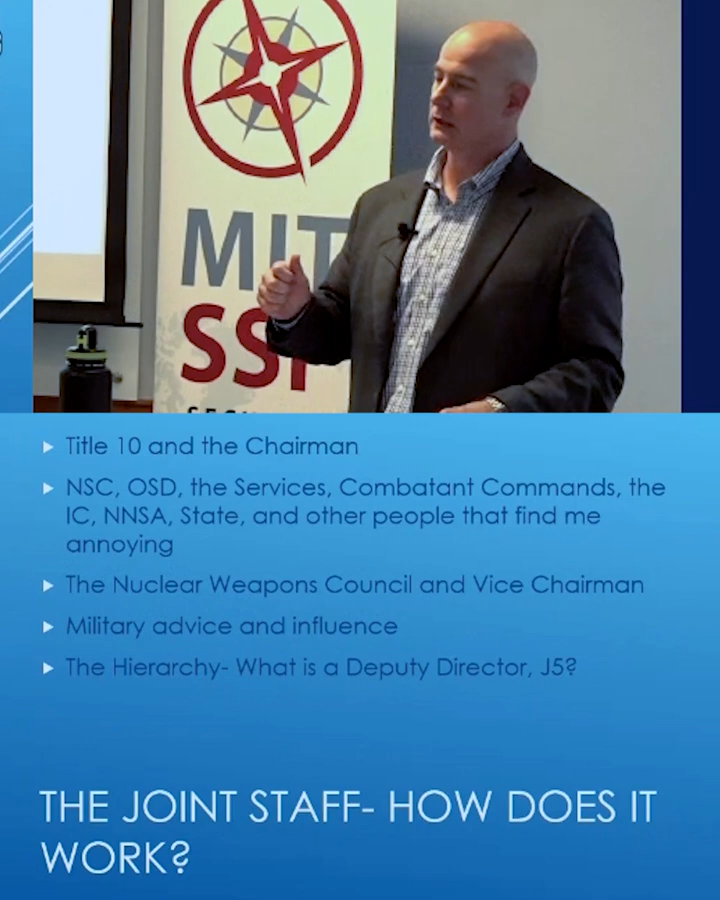 MIT
SSP
Title 10 and the Chairman
NSC, OSD, the Services, Combatant Commands, the
IC, NNSA, State, and other people that find me
annoying
The Nuclear Weapons Council and Vice Chairman
Military advice and influence
The Hierarchy- What is a Deputy Director, J5?
THE JOINT STAFF- HOW DOES IT
WORK?